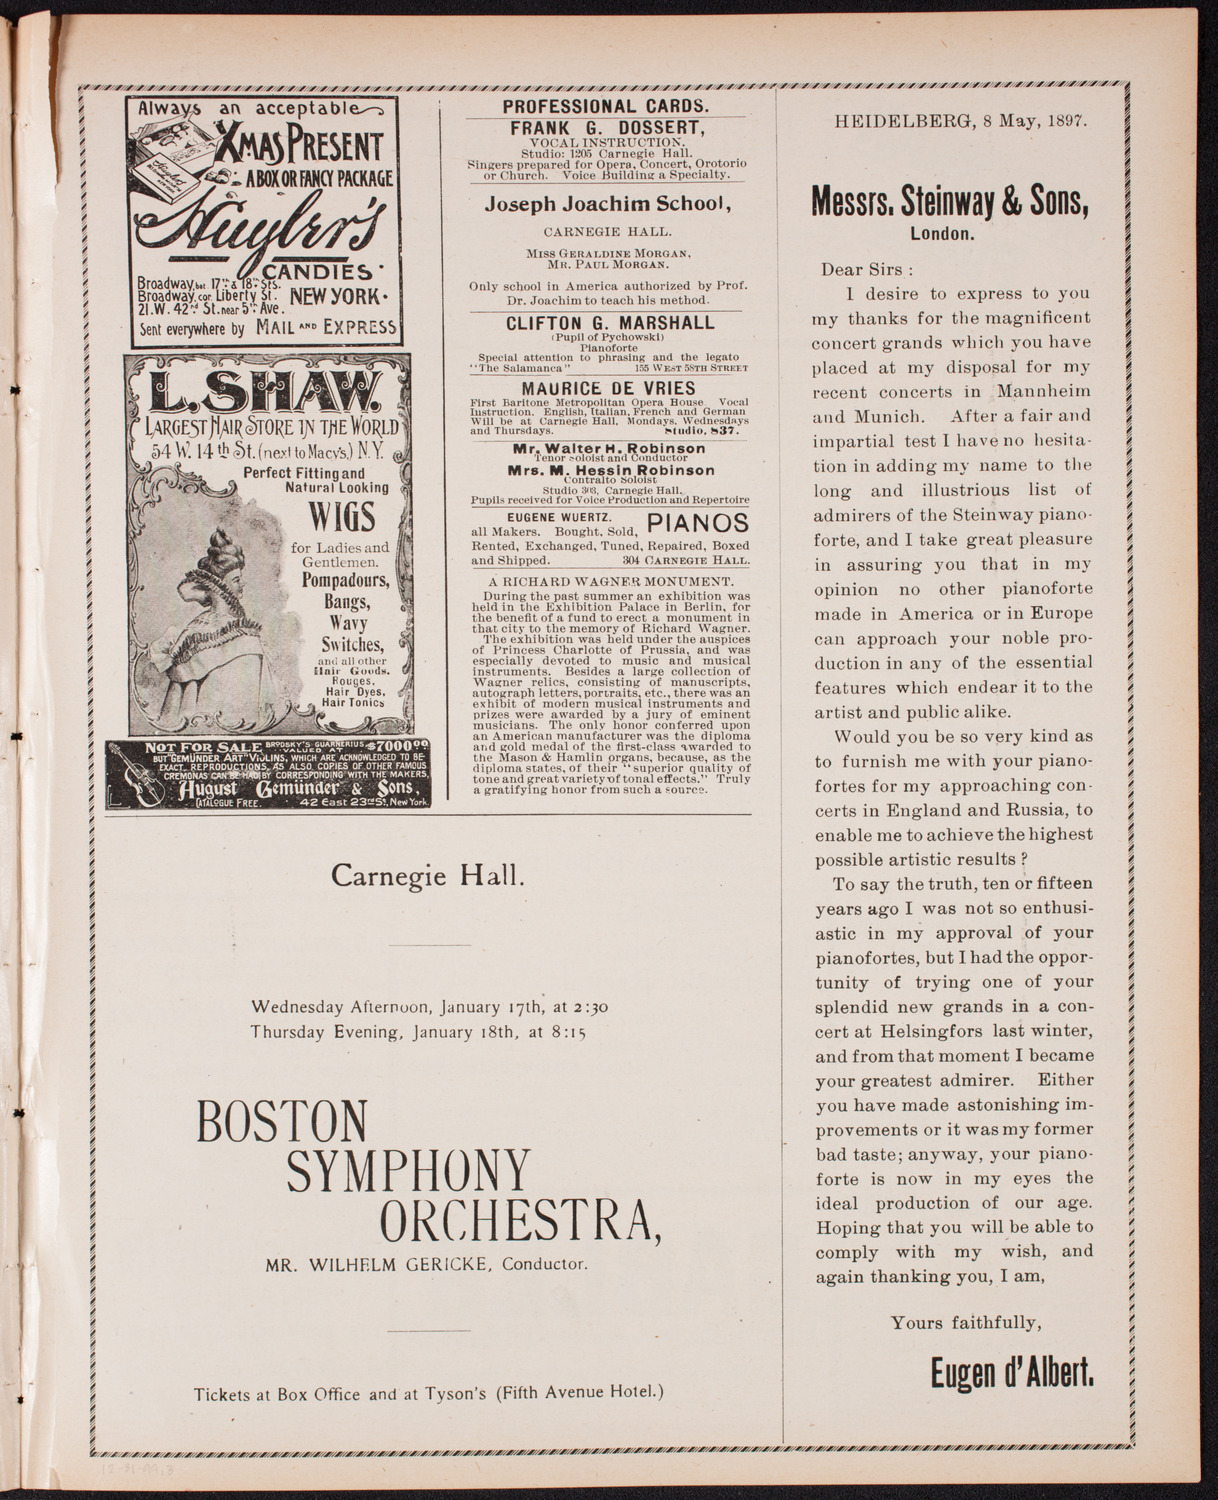 Always an acceptable
XMAS PRESENT
A BOX OR FANCY PACKAGE
Huyler's
CANDIES
Broadway, bet. 17th & 18th Sts.
Broadway, cor. Liberty St. NEW YORK.
21. W. 42nd St. near 5th Ave.
Sent everywhere by MAIL AND EXPRESS
L. SHAW.
LARGEST HAIR STORE IN THE WORLD
54 W. 14th St. (next to Macy's,) N.Y.
Perfect Fitting and
Natural Looking
WIGS
for Ladies and
Gentlemen.
Pompadours,
Bangs,
Wavy
Switches,
and all other
Hair Goods.
Rouges,
Hair Dyes,
Hair Tonics
NOT FOR SALE BRODSKY'S GUARNERIUS, VALUED AT $7000.00
BUT "GEMUNDER ART" VIOLINS, WHICH ARE ACKNOWLEDGED TO BE
EXACT REPRODUCTIONS, AS ALSO COPIES OF OTHER FAMOUS
CREMONAS CAN BE HAD BY CORRESPONDING WITH THE MAKERS,
August Gemünder & Sons,
CATALOGUE FREE. 42 East 23rd St., New York.
PROFESSIONAL CARDS.
FRANK G. DOSSERT,
VOCAL INSTRUCTION.
Studio: 1205 Carnegie Hall.
Singers prepared for Opera, Concert, Orotorio
or Church. Voice Building a Specialty.
Joseph Joachim School,
CARNEGIE HALL.
MISS GERALDINE MORGAN,
MR. PAUL MORGAN.
Only school in America authorized by Prof.
Dr. Joachim to teach his method.
CLIFTON G. MARSHALL
(Pupil of Pychowski)
Pianoforte
Special attention to phrasing and the legato
"The Salamanca" 155 WEST 58TH STREET
MAURICE DE VRIES
First Baritone Metropolitan Opera House. Vocal
Instruction. English, Italian, French and German
Will be at Carnegie Hall, Mondays, Wednesdays
and Thursdays. Studio, 837.
Mr. Walter H. Robinson
Tenor Soloist and Conductor
Mrs. M. Hessin Robinson
Contralto Soloist
Studio 303, Carnegie Hall.
Pupils received for Voice Production and Repertoire
EUGENE WUERTZ. PIANOS
all Makers. Bought, Sold,
Rented, Exchanged, Tuned, Repaired, Boxed
and Shipped. 304 CARNEGIE HALL.
A RICHARD WAGNER MONUMENT.
During the past summer an exhibition was
held in the Exhibition Palace in Berlin, for
the benefit of a fund to erect a monument in
that city to the memory of Richard Wagner.
The exhibition was held under the auspices
of Princess Charlotte of Prussia, and was
especially devoted to music and musical
instruments. Besides a large collection of
Wagner relics, consisting of manuscripts,
autograph letters, portraits, etc., there was an
exhibit of modern musical instruments and
prizes were awarded by a jury of eminent
musicians. The only honor conferred upon
an American manufacturer was the diploma
and gold medal of the first-class awarded to
the Mason & Hamlin organs, because, as the
diploma states, of their "superior quality of
tone and great variety of tonal effects." Truly
a gratifying honor from such a source.
Carnegie Hall.
Wednesday Afternoon, January 17th, at 2:30
Thursday Evening, January 18th, at 8:15
BOSTON
SYMPHONY
ORCHESTRA,
MR. WILHELM GERICKE, Conductor.
Tickets at Box Office and at Tyson's (Fifth Avenue Hotel.)
HEIDELBERG, 8 May, 1897.
Messrs. Steinway & Sons,
London.
Dear Sirs :
I desire to express to you
my thanks for the magnificent
concert grands which you have
placed at my disposal for my
recent concerts in Mannheim
and Munich. After a fair and
impartial test I have no hesita-
tion in adding my name to the
long and illustrious list of
admirers of the Steinway piano-
forte, and I take great pleasure
in assuring you that in my
opinion no other pianoforte
made in America or in Europe
can approach your noble pro-
duction in any of the essential
features which endear it to the
artist and public alike.
Would you be so very kind as
to furnish me with your piano-
fortes for my approaching con-
certs in England and Russia, to
enable me to achieve the highest
possible artistic results ?
To say the truth, ten or fifteen
years ago I was not so enthusi-
astic in my approval of your
pianofortes, but I had the oppor-
tunity of trying one of your
splendid new grands in a con-
cert at Helsingfors last winter,
and from that moment I became
your greatest admirer. Either
you have made astonishing im-
provements or it was my former
bad taste; anyway, your piano-
forte is now in my eyes the
ideal production of our age.
Hoping that you will be able to
comply with my wish, and
again thanking you, I am,
Yours faithfully,
Eugen d'Albert.
12-31-99,3